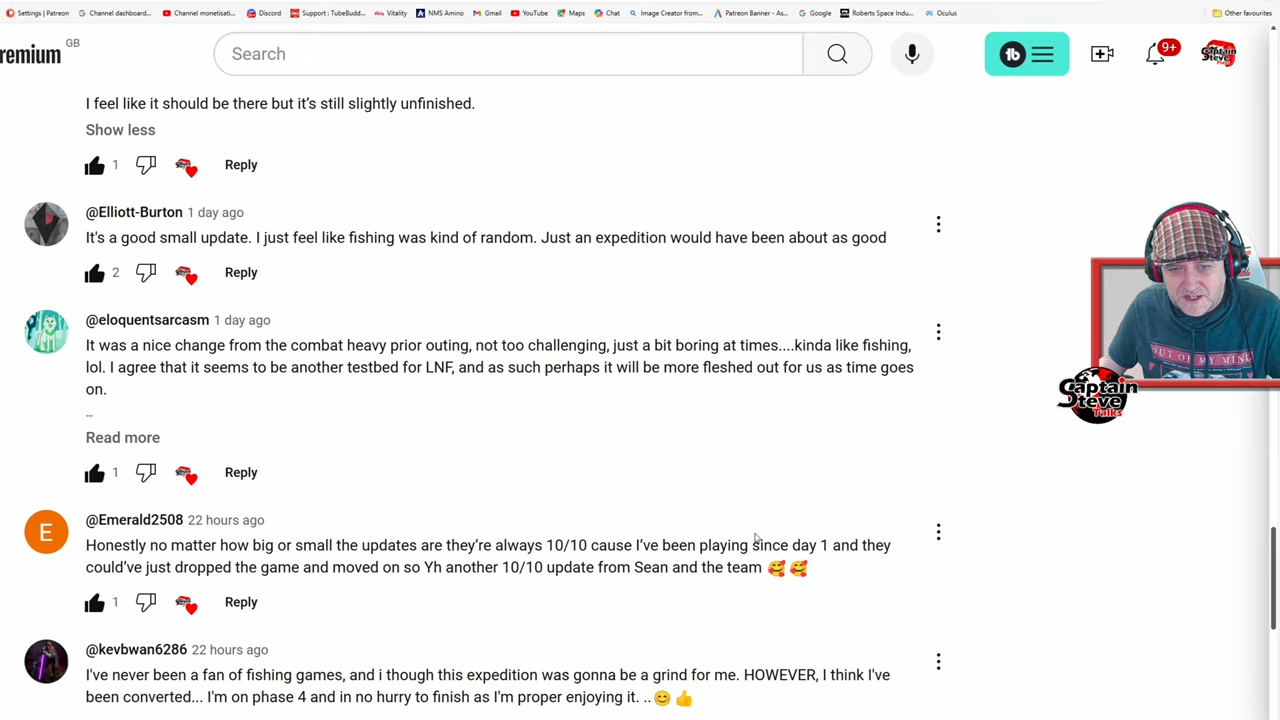 Settings | Patreon
Channel dashboard...
Channel monetisati...
Discord
Support : TubeBudd...
Vitality
NMS Amino
Gmail
YouTube
Maps
Chat
Image Creator from...
Patreon Banner - As...
Google
Roberts Space Indu...
Oculus
Other favourites
remium GB
Search
9+
Captain Steve
I feel like it should be there but it’s still slightly unfinished.
Show less
1 Reply
@Elliott-Burton 1 day ago
It's a good small update. I just feel like fishing was kind of random. Just an expedition would have been about as good
2 Reply
@eloquentsarcasm 1 day ago
It was a nice change from the combat heavy prior outing, not too challenging, just a bit boring at times....kinda like fishing,
lol. I agree that it seems to be another testbed for LNF, and as such perhaps it will be more fleshed out for us as time goes
on.
...
Read more
1 Reply
E
@Emerald2508 22 hours ago
Honestly no matter how big or small the updates are they’re always 10/10 cause I’ve been playing since day 1 and they
could’ve just dropped the game and moved on so Yh another 10/10 update from Sean and the team 🥰 🥰
1 Reply
@kevbwan6286 22 hours ago
I've never been a fan of fishing games, and i though this expedition was gonna be a grind for me. HOWEVER, I think I've
been converted... I'm on phase 4 and in no hurry to finish as I'm proper enjoying it. ..😊 👍
OUT OF MY MIND
Captain
Steve
Talks